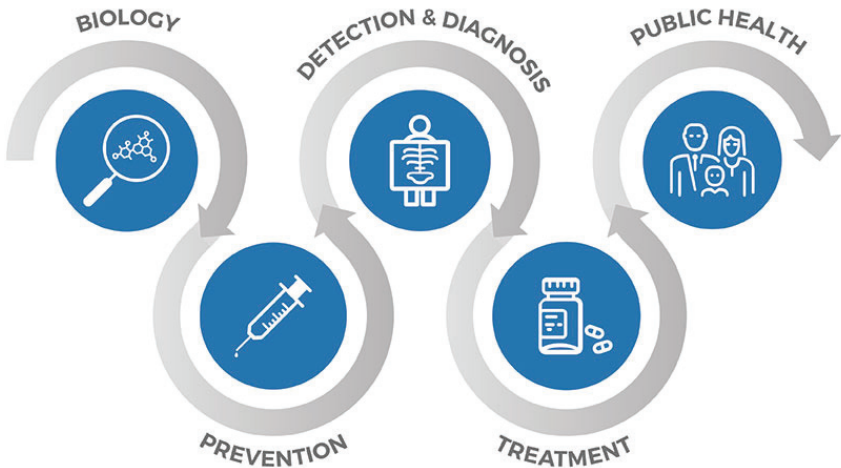 BIOLOGY
PREVENTION
DETECTION & DIAGNOSIS
TREATMENT
PUBLIC HEALTH